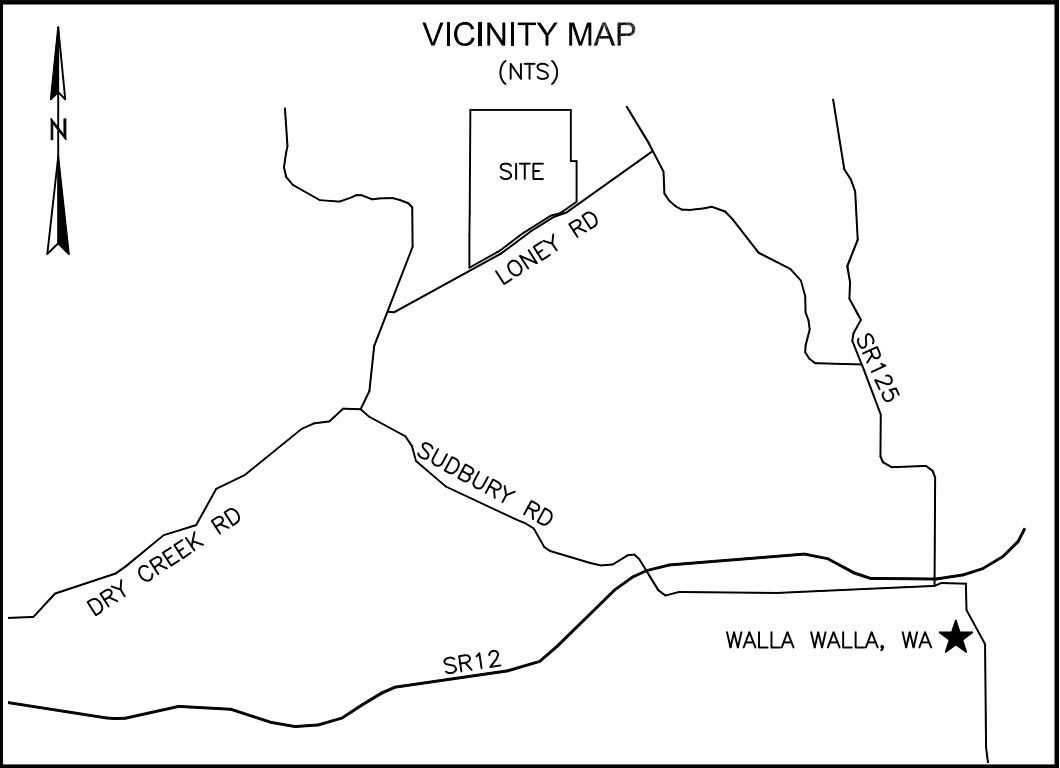 VICINITY MAP
(NTS)
N
SITE
LONEY RD
SR125
SUDBURY RD
DRY CREEK RD
WALLA WALLA, WA
SR12